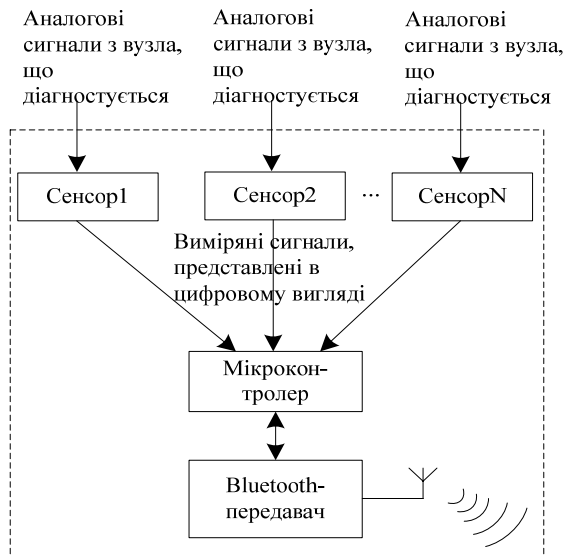 Аналогові
сигнали з вузла,
що
діагностується
Аналогові
сигнали з вузла,
що
діагностується
Аналогові
сигнали з вузла,
що
діагностується
Сенсор1
Сенсор2
...
СенсорN
Виміряні сигнали,
представлені в
цифровому вигляді
Мікрокон-
тролер
Bluetooth-
передавач